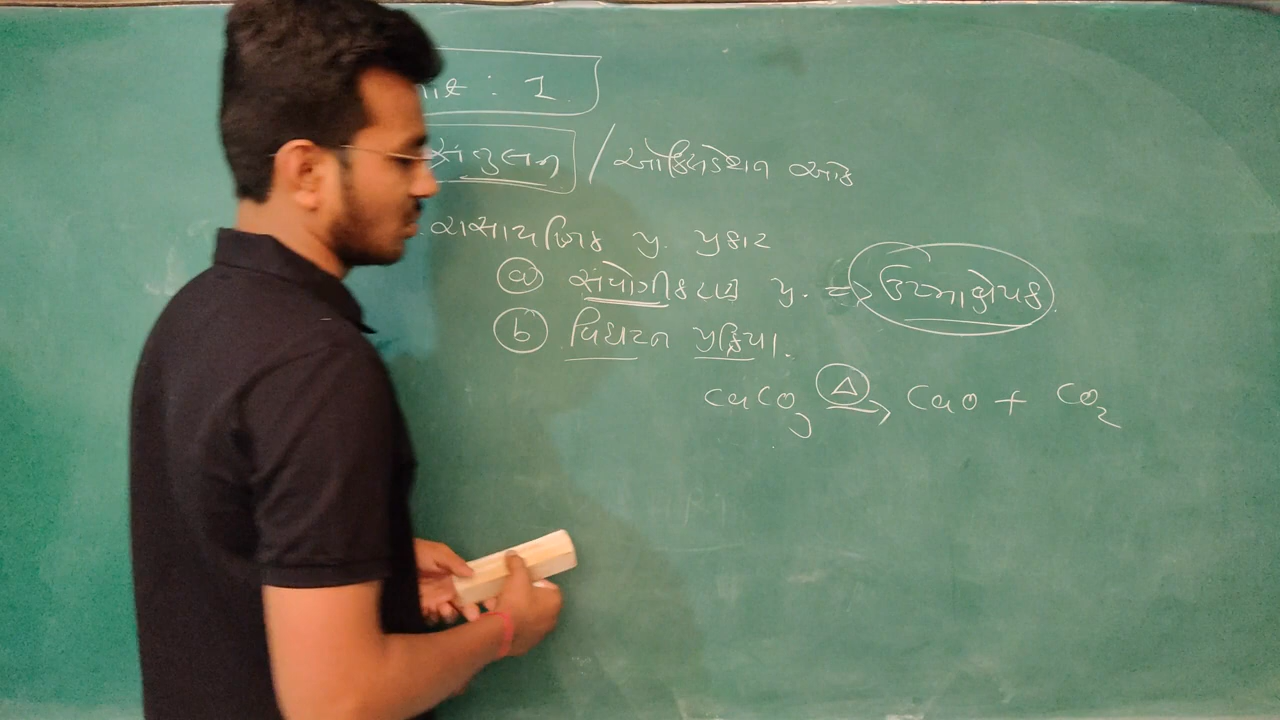 : 1
સંતુલન / ઓક્સિડેશન આંક
રાસાયણિક પ્ર. પ્રકાર
(a) સંયોગીકરણ પ્ર. => ઉષ્માક્ષેપક
(b) વિઘટન પ્રક્રિયા.
CaCO3 Δ→ CaO + CO2